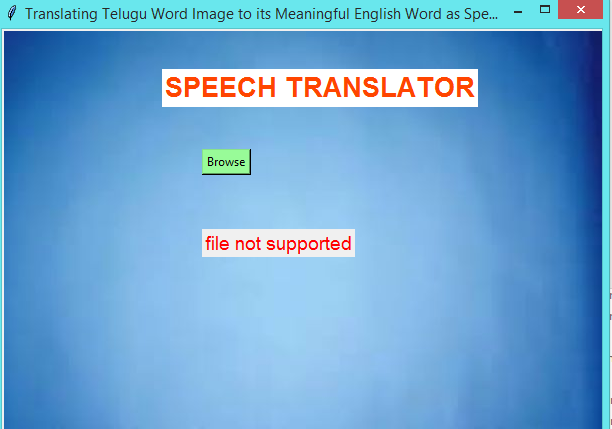 Translating Telugu Word Image to its Meaningful English Word as Spe...
SPEECH TRANSLATOR
Browse
file not supported